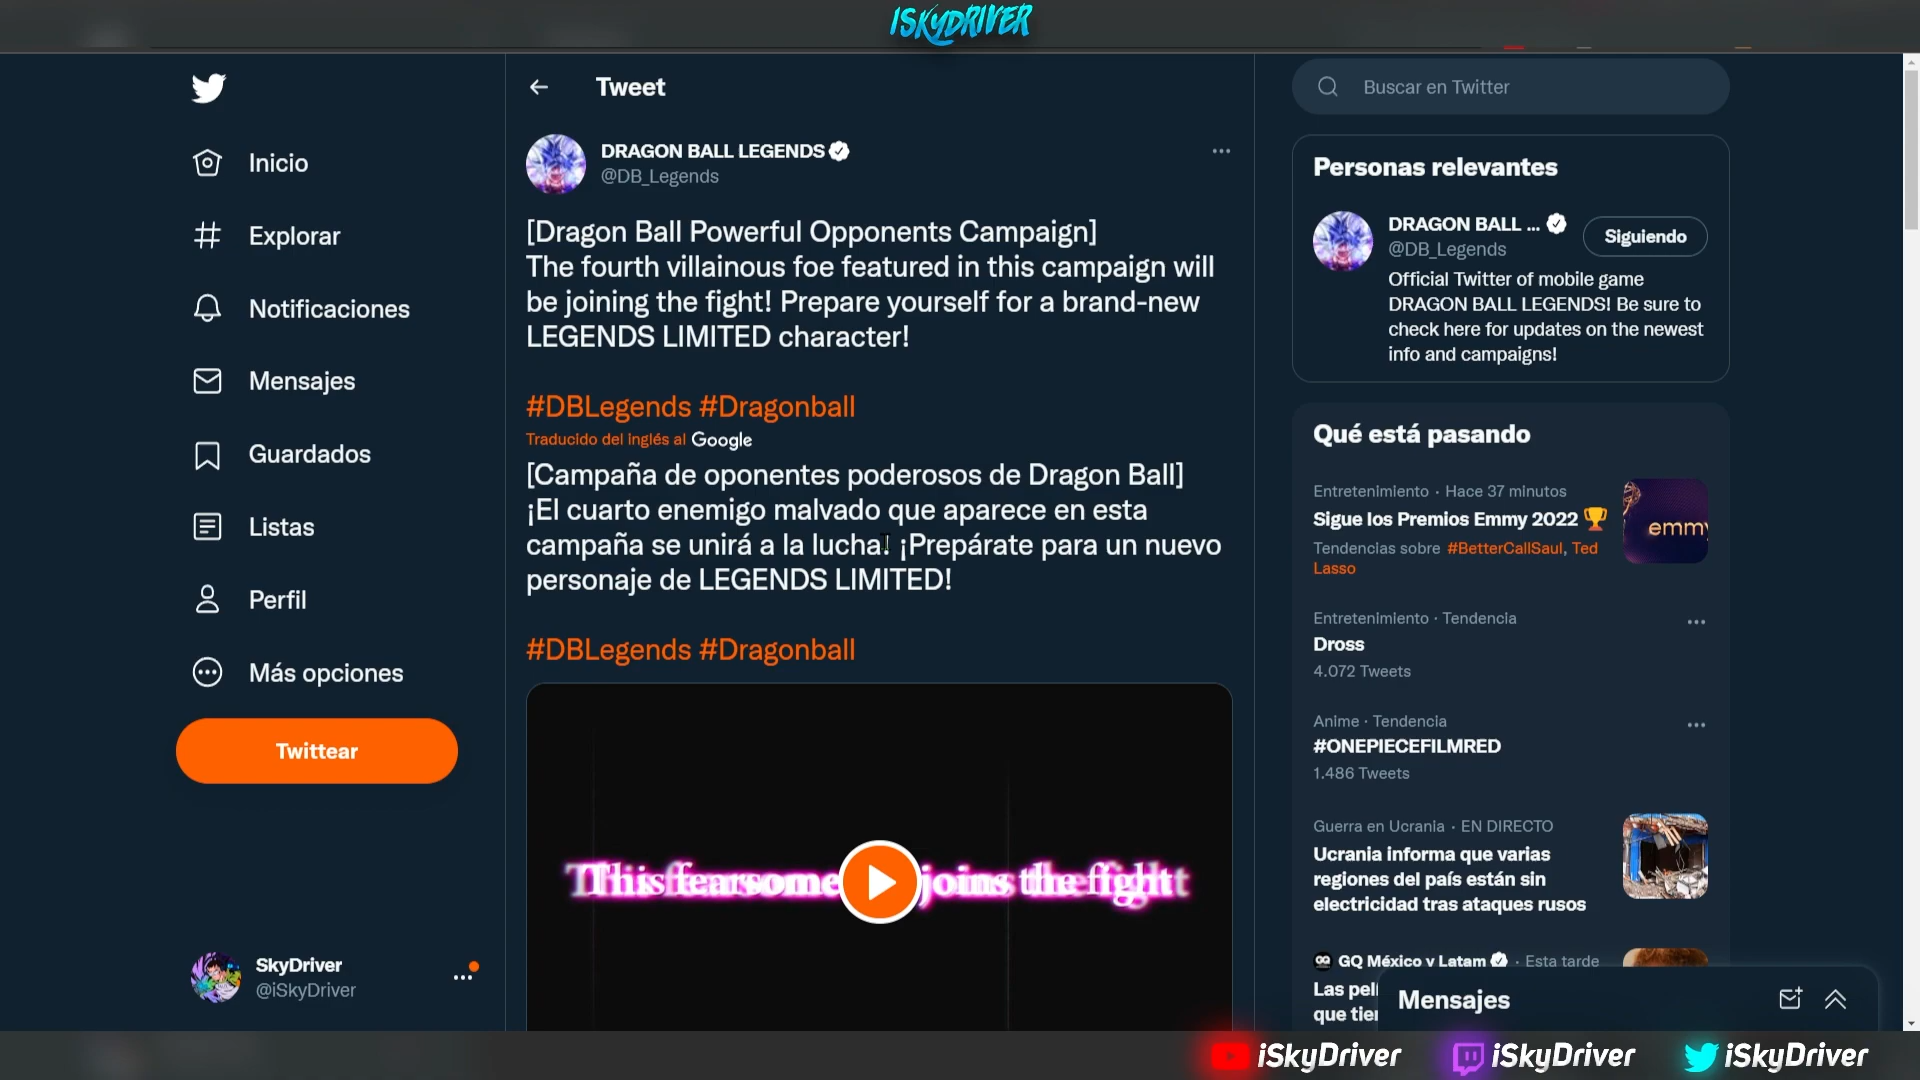 iSkyDriver
Tweet
Buscar en Twitter
Inicio
Explorar
Notificaciones
Mensajes
Guardados
Listas
Perfil
Más opciones
Twittear
SkyDriver
@iSkyDriver
DRAGON BALL LEGENDS
@DB_Legends
[Dragon Ball Powerful Opponents Campaign]
The fourth villainous foe featured in this campaign will
be joining the fight! Prepare yourself for a brand-new
LEGENDS LIMITED character!
#DBLegends #Dragonball
Traducido del inglés al Google
[Campaña de oponentes poderosos de Dragon Ball]
¡El cuarto enemigo malvado que aparece en esta
campaña se unirá a la lucha! ¡Prepárate para un nuevo
personaje de LEGENDS LIMITED!
#DBLegends #Dragonball
This fearsome joins the fight
Personas relevantes
DRAGON BALL ...
@DB_Legends
Siguiendo
Official Twitter of mobile game
DRAGON BALL LEGENDS! Be sure to
check here for updates on the newest
info and campaigns!
Qué está pasando
Entretenimiento · Hace 37 minutos
Sigue los Premios Emmy 2022 🏆
Tendencias sobre #BetterCallSaul, Ted
Lasso
emmy
Entretenimiento · Tendencia
Dross
4.072 Tweets
Anime · Tendencia
#ONEPIECEFILMRED
1.486 Tweets
Guerra en Ucrania · EN DIRECTO
Ucrania informa que varias
regiones del país están sin
electricidad tras ataques rusos
GQ México y Latam · Esta tarde
Las
que
Mensajes
iSkyDriver
iSkyDriver
iSkyDriver